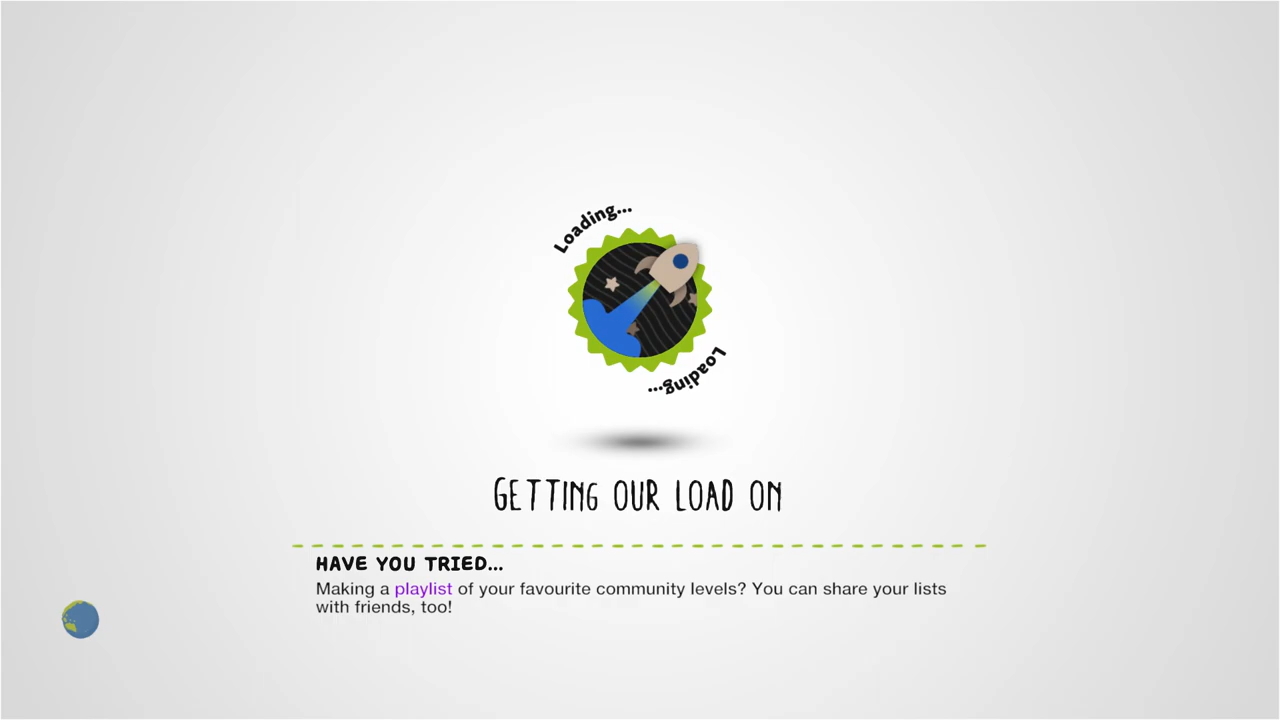 Loading...
Loading...
GETTING OUR LOAD ON
HAVE YOU TRIED...
Making a playlist of your favourite community levels? You can share your lists
with friends, too!